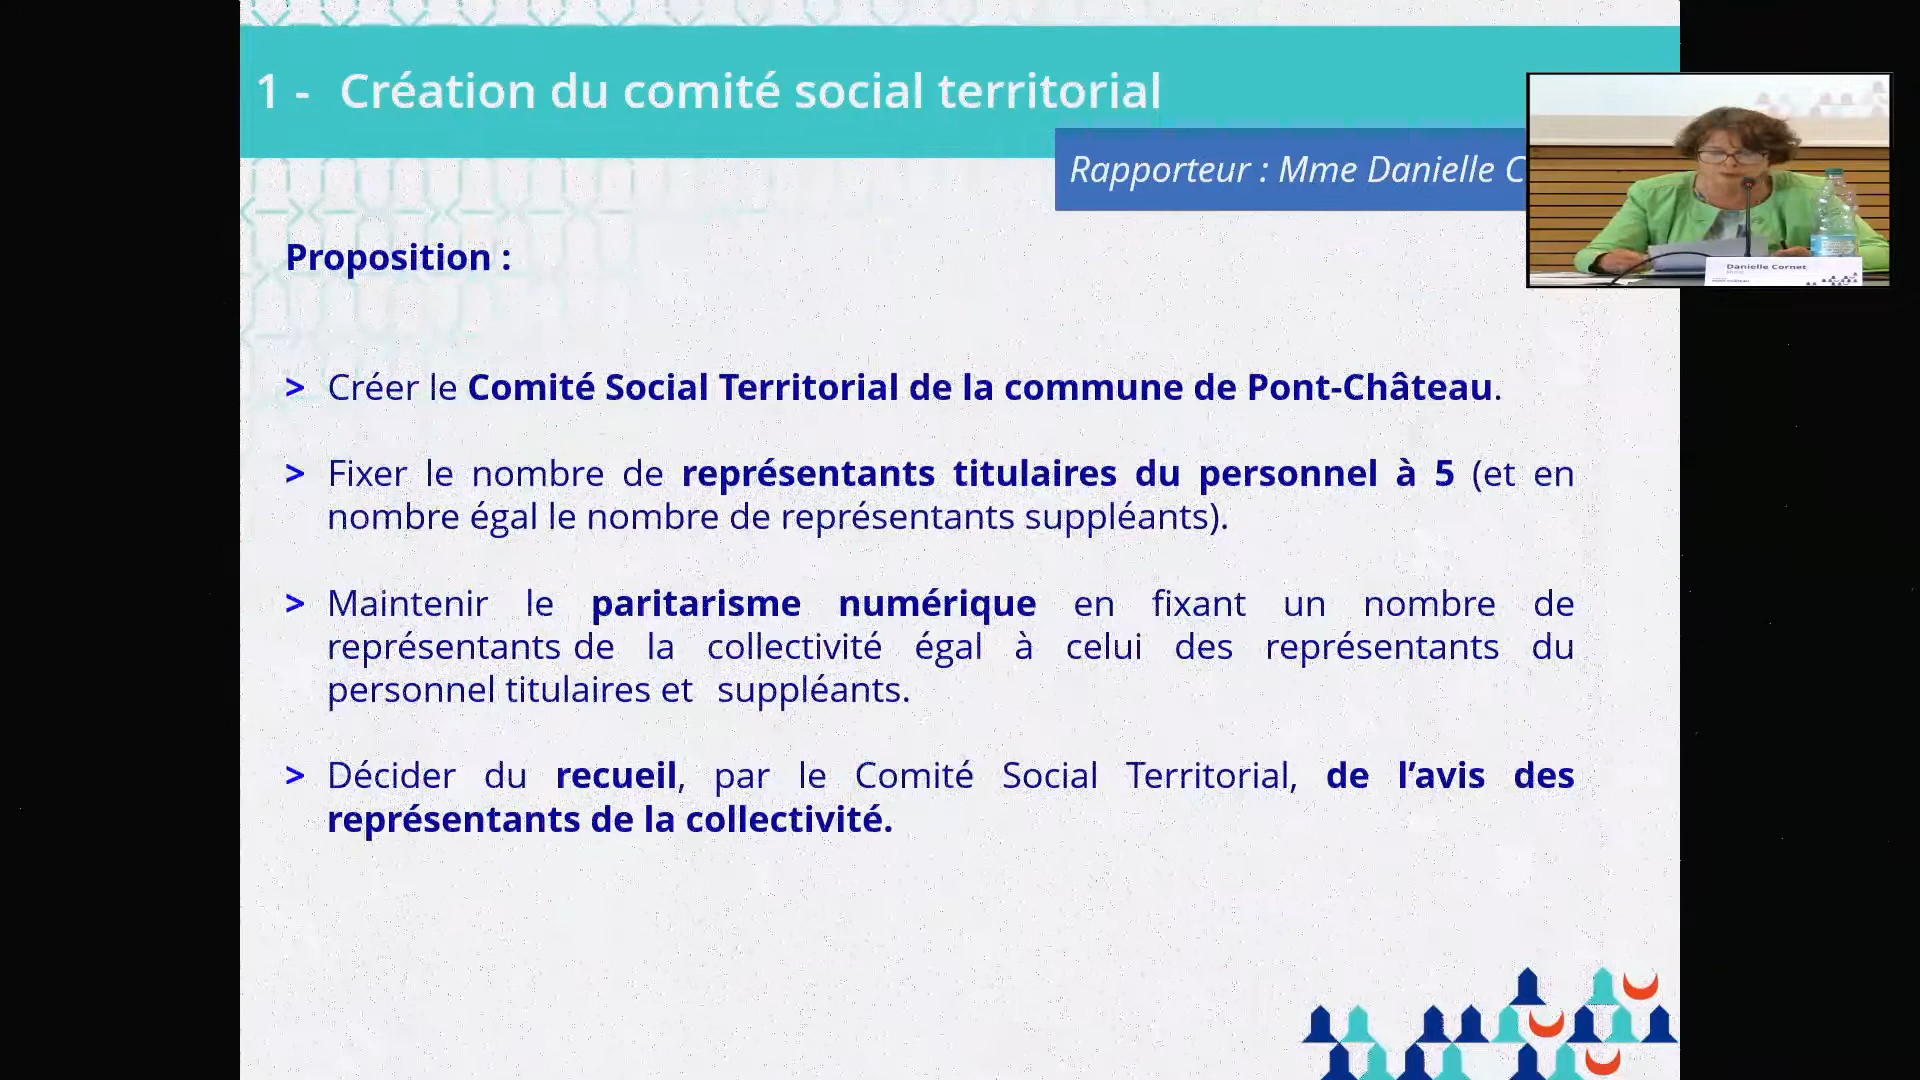 1 - Création du comité social territorial
Rapporteur : Mme Danielle C
Danielle Cornet
Proposition :
> Créer le Comité Social Territorial de la commune de Pont-Château.
> Fixer le nombre de représentants titulaires du personnel à 5 (et en
nombre égal le nombre de représentants suppléants).
> Maintenir le paritarisme numérique en fixant un nombre de
représentants de la collectivité égal à celui des représentants du
personnel titulaires et suppléants.
> Décider du recueil, par le Comité Social Territorial, de l’avis des
représentants de la collectivité.